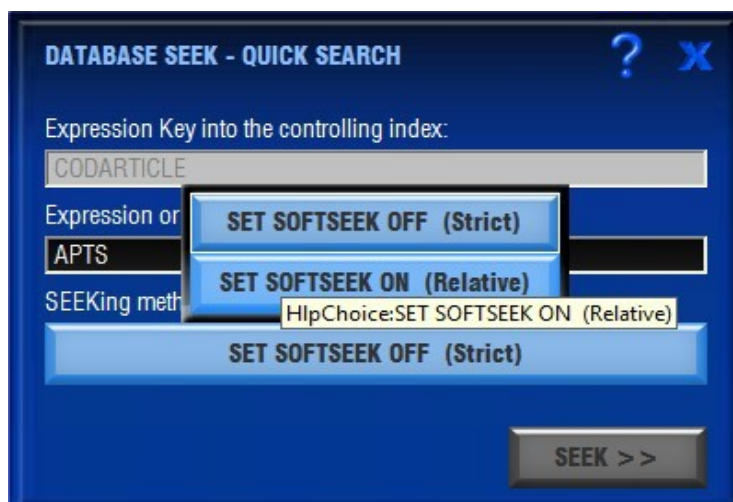 DATABASE SEEK - QUICK SEARCH ? X
Expression Key into the controlling index:
CODARTICLE
Expression or
SET SOFTSEEK OFF (Strict)
APTS
SET SOFTSEEK ON (Relative)
SEEKing meth
HlpChoice:SET SOFTSEEK ON (Relative)
SET SOFTSEEK OFF (Strict)
SEEK >>